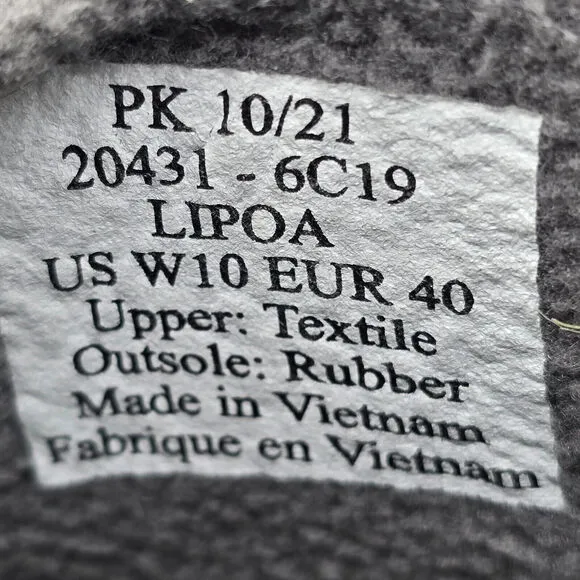 PK 10/21
20431 - 6C19
LIPOA
US W10 EUR 40
Upper: Textile
Outsole: Rubber
Made in Vietnam
Fabrique en Vietnam